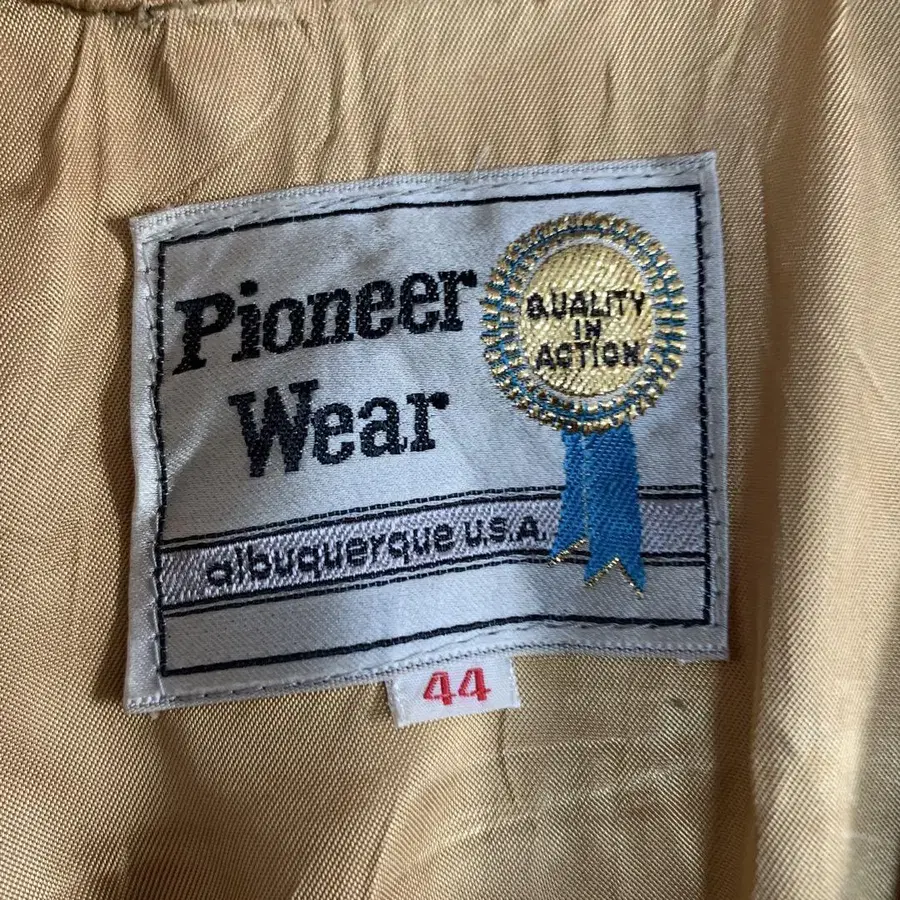 Pioneer
Wear
QUALITY
IN
ACTION
albuquerque U.S.A.
44